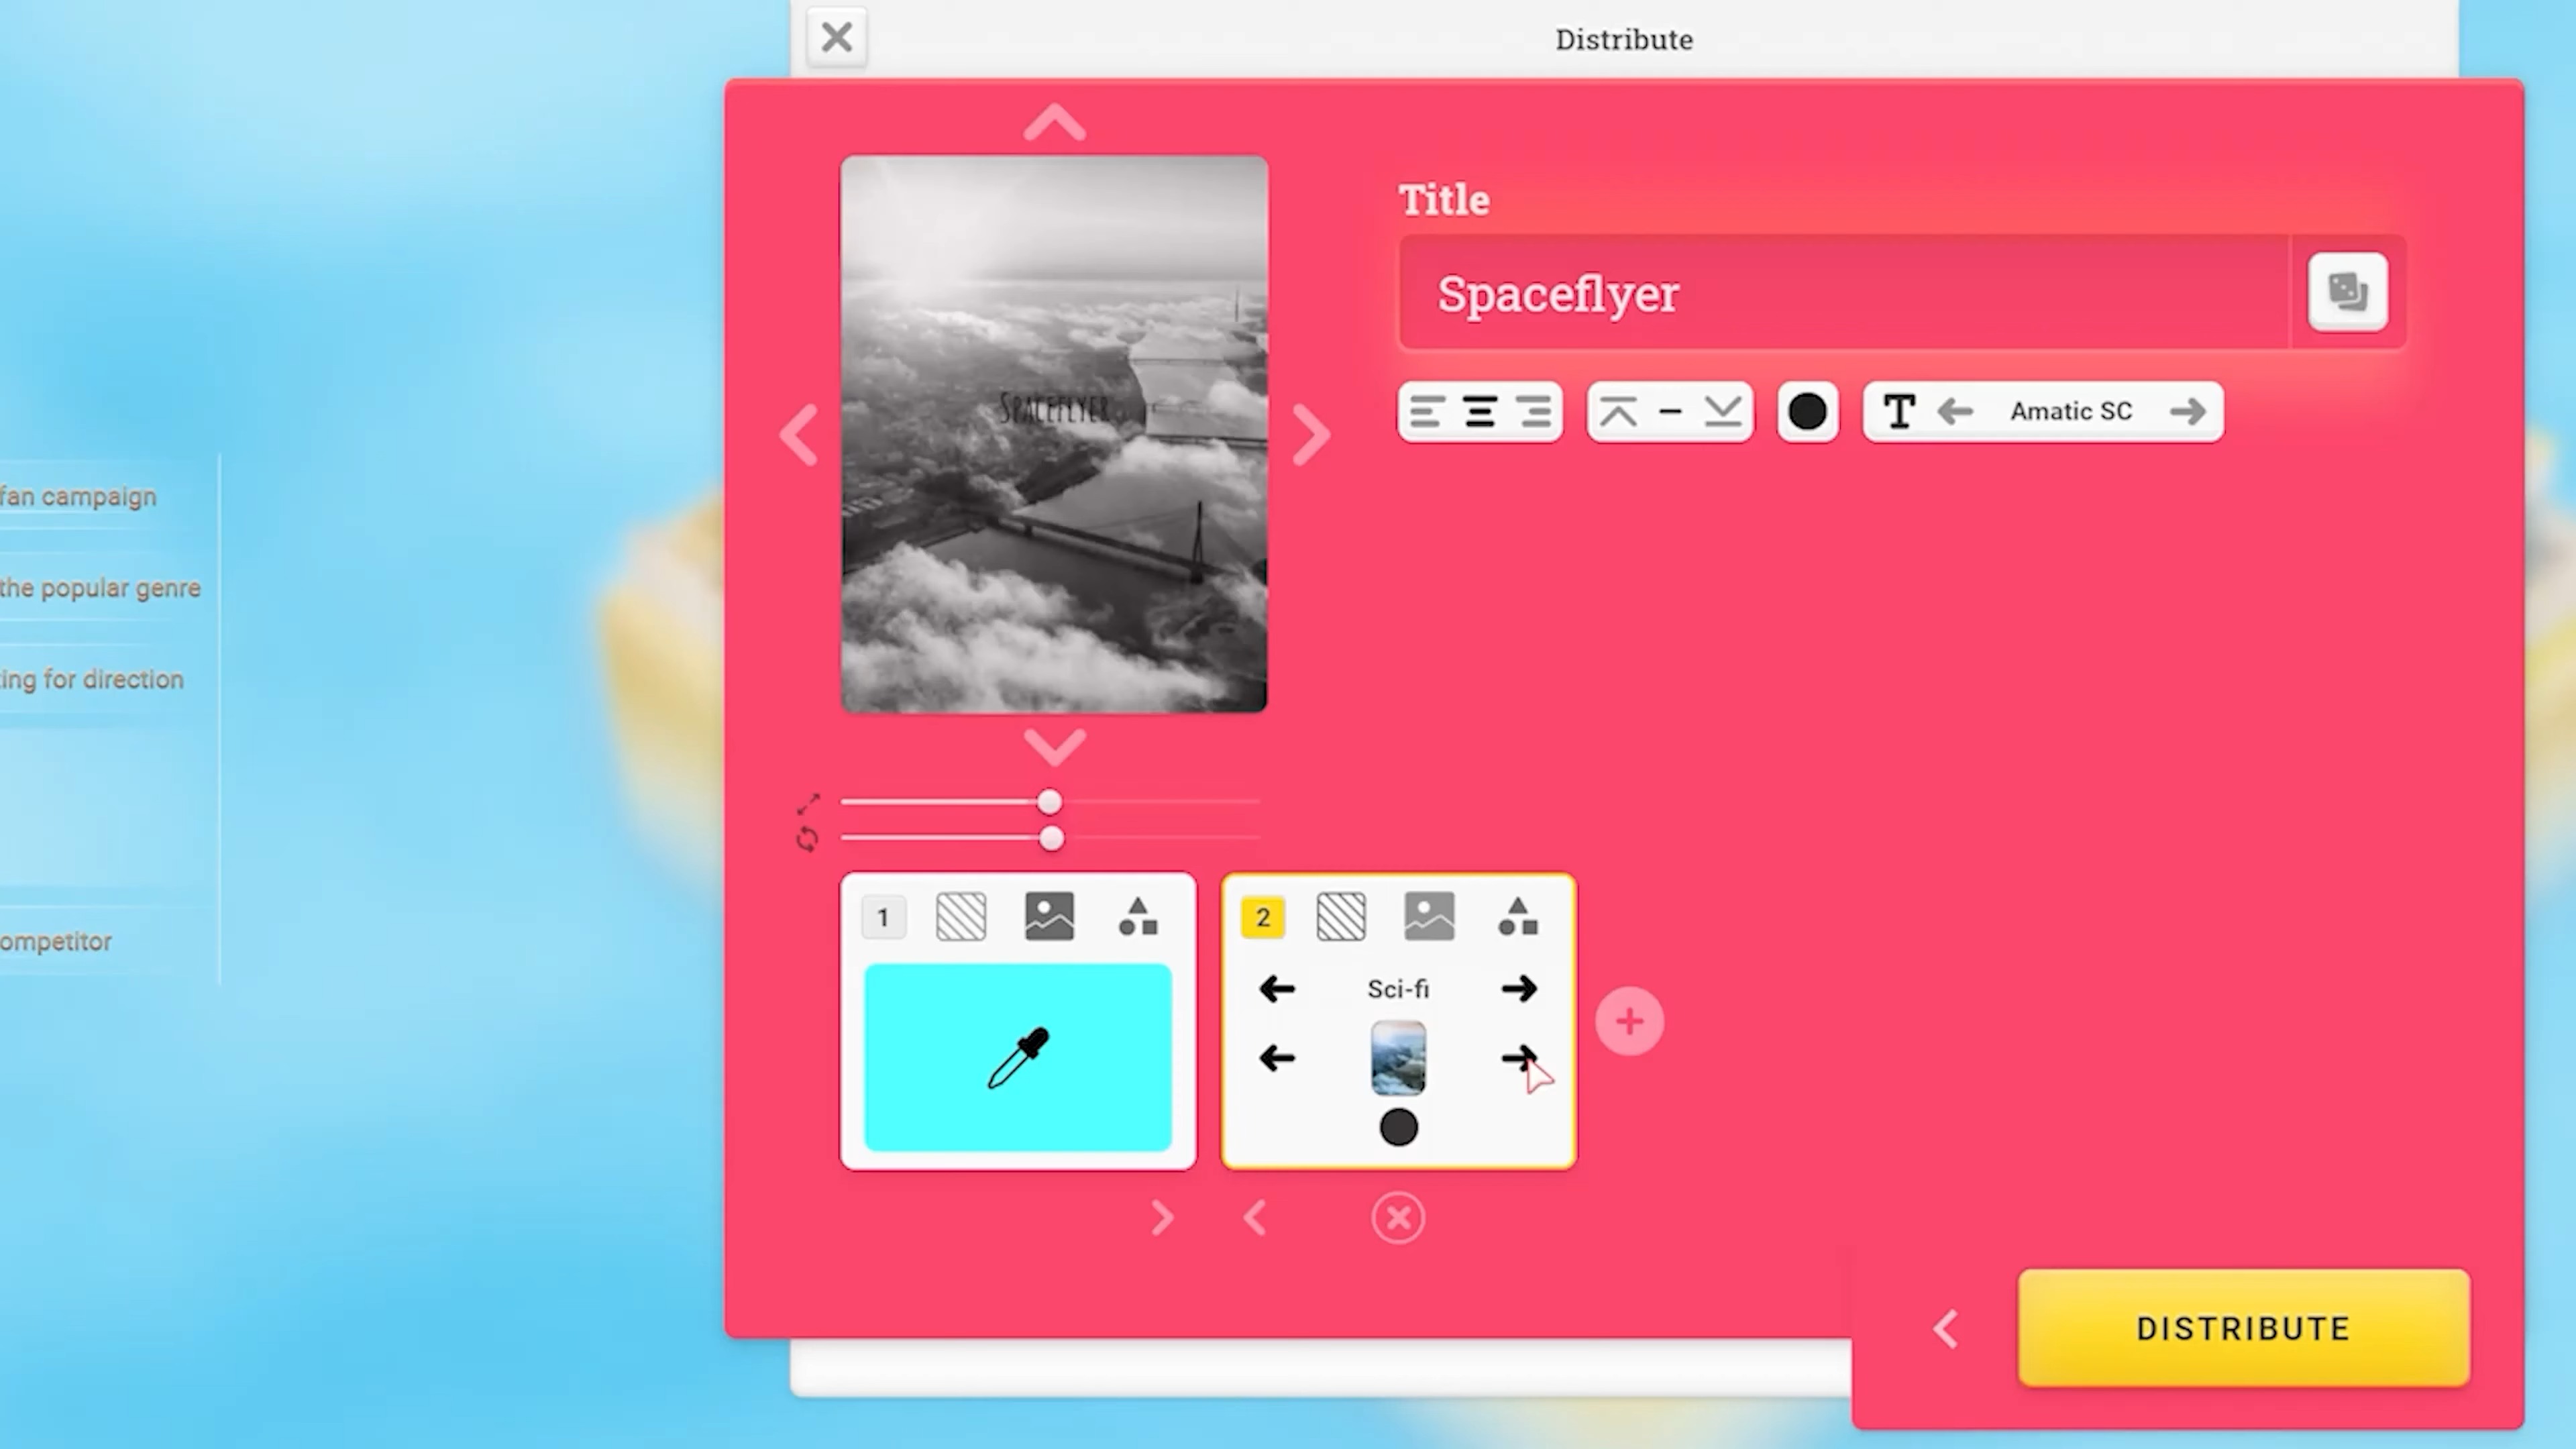 Distribute
Title
Spaceflyer
Amatic SC
SPACEFLYER
fan campaign
the popular genre
ing for direction
ompetitor
1
2
Sci-fi
DISTRIBUTE